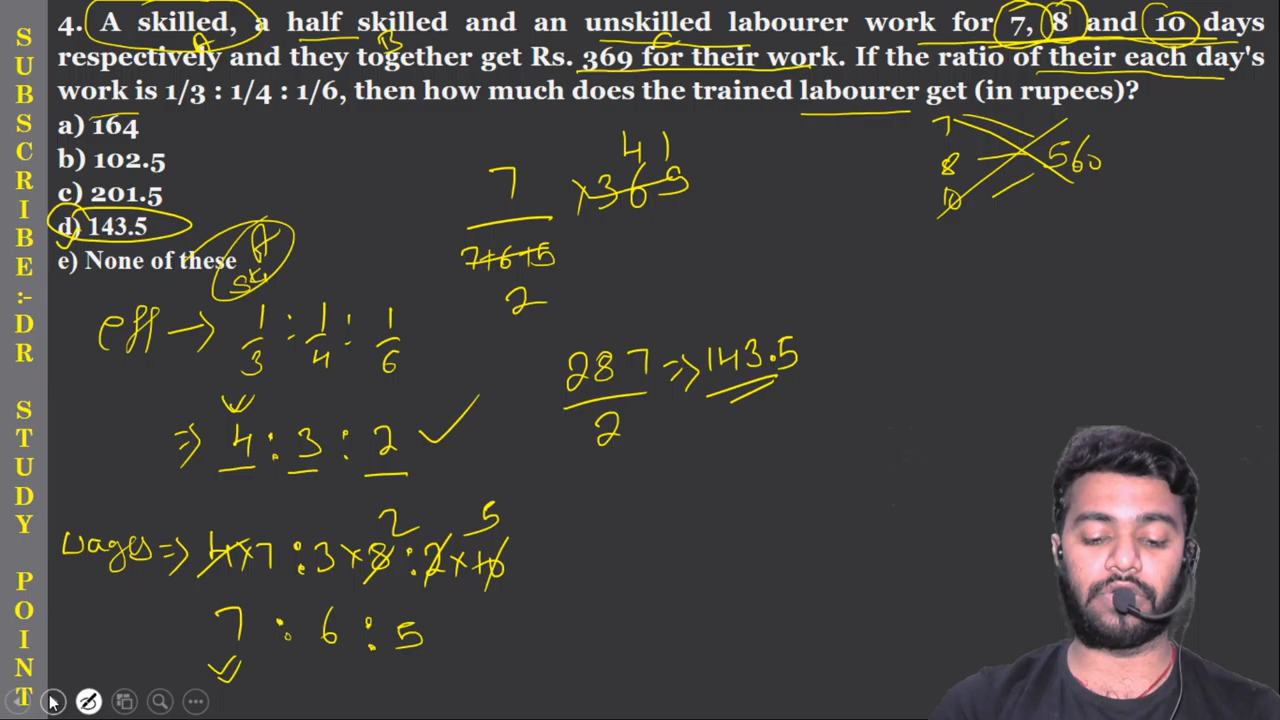 SUBSCRIBE :- DR STUDY POINT
4. A skilled, a half skilled and an unskilled labourer work for 7, 8 and 10 days
A B C
respectively and they together get Rs. 369 for their work. If the ratio of their each day's
work is 1/3 : 1/4 : 1/6, then how much does the trained labourer get (in rupees)?
a) 164
b) 102.5
c) 201.5
d) 143.5
e) None of these
A
7
8
10
560
41
7 × 369
7+6+5
2
eff → 1/3 : 1/4 : 1/6
⇒ 4 : 3 : 2
287/2 ⇒ 143.5
2 5
wages ⇒ 4×7 : 3×8 : 2×10
7 : 6 : 5